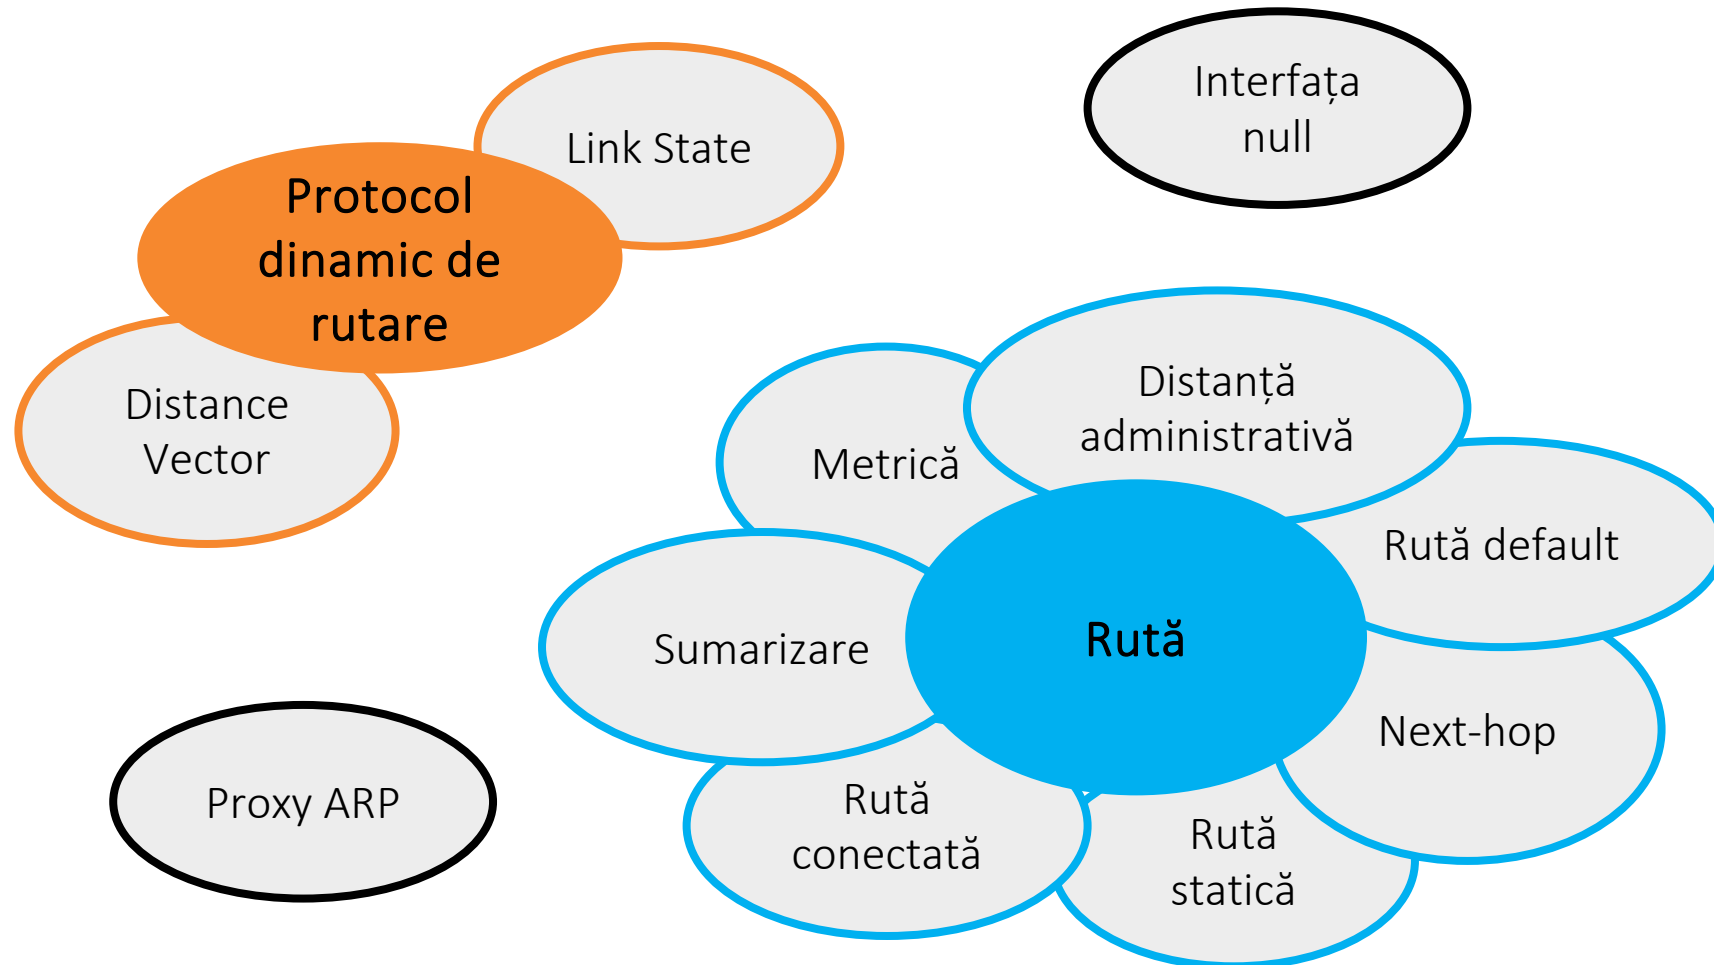 Interfața
null
Link State
Protocol
dinamic de
rutare
Distance
Vector
Distanță
administrativă
Metrică
Rută default
Rută
Sumarizare
Next-hop
Proxy ARP
Rută
conectată
Rută
statică